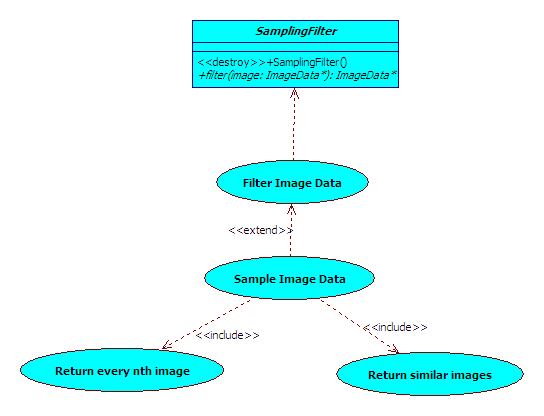 SamplingFilter
<<destroy>>+SamplingFilter()
+filter(image: ImageData*): ImageData*
Filter Image Data
<<extend>>
Sample Image Data
<<include>>
<<include>>
Return every nth image
Return similar images